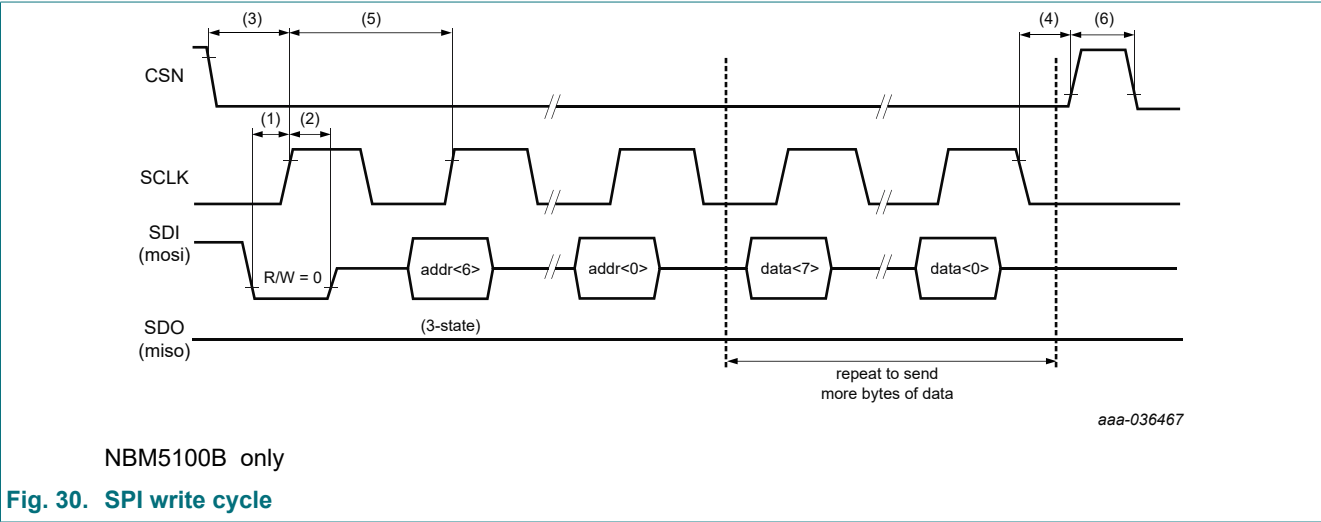 (3) (5) (4) (6)
CSN
(1) (2)
SCLK
SDI
(mosi)
R/W = 0 addr<6> addr<0> data<7> data<0>
SDO
(miso)
(3-state)
repeat to send
more bytes of data
aaa-036467
NBM5100B only
Fig. 30. SPI write cycle